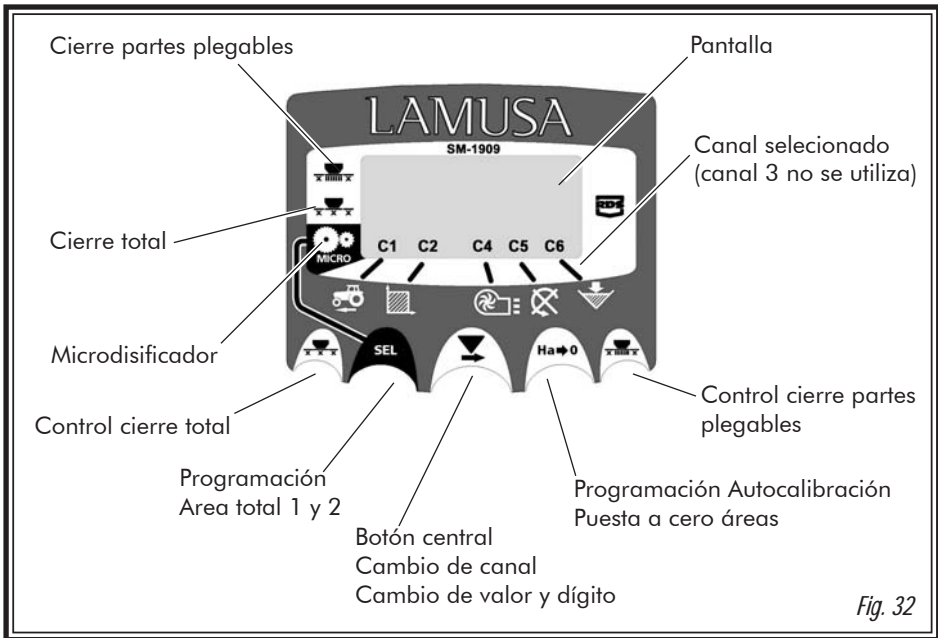 Cierre partes plegables
Pantalla
LAMUSA
SM-1909
Canal selecionado
(canal 3 no se utiliza)
RDS
Cierre total
C1 C2 C4 C5 C6
MICRO
Microdisificador
SEL
Ha➡0
Control cierre total
Control cierre partes
plegables
Programación
Area total 1 y 2
Programación Autocalibración
Puesta a cero áreas
Botón central
Cambio de canal
Cambio de valor y dígito
Fig. 32